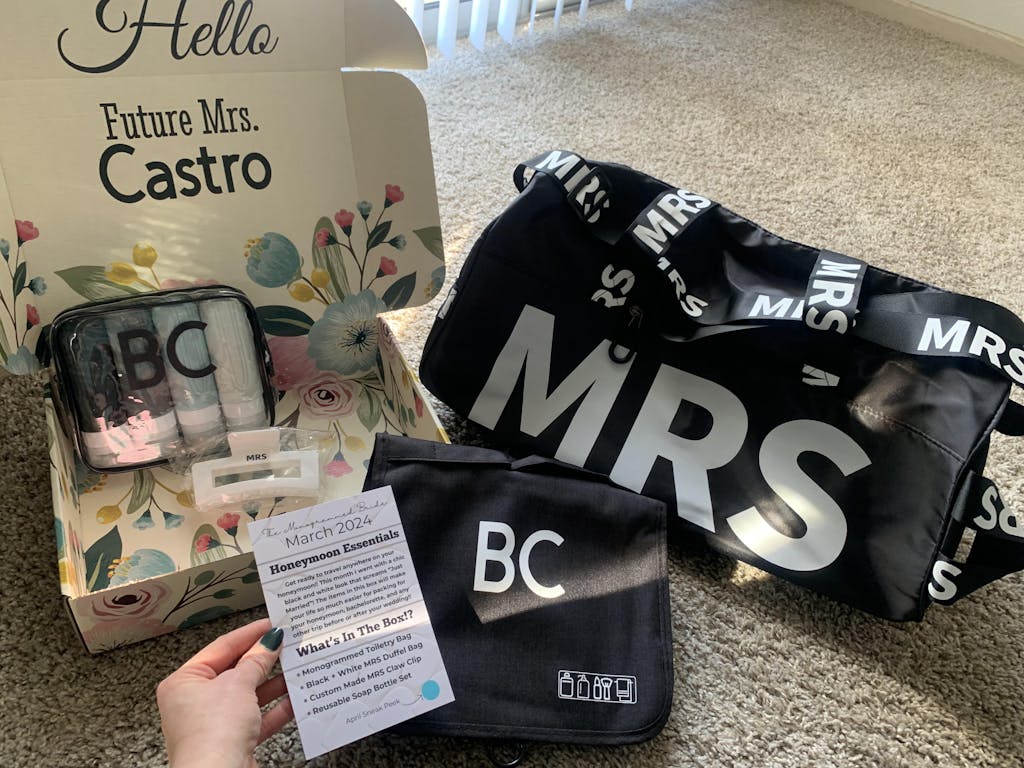 Hello
Future Mrs.
Castro
BC
MRS
The Monogrammed Bride
March 2024
Honeymoon Essentials
Get ready to travel anywhere on your
honeymoon!! This month I went with a chic
black and white look that screams "Just
Married"! The items in this box will make
your life so much easier for packing for
your honeymoon, bachelorette, and any
other trip before or after your wedding!!
What's In The Box!?
* Monogrammed Toiletry Bag
* Black + White MRS Duffel Bag
* Custom Made MRS Claw Clip
* Reusable Soap Bottle Set
April Sneak Peek
BC
MRS
MRS
MRS
MRS
MRS
MRS
MRS
MRS